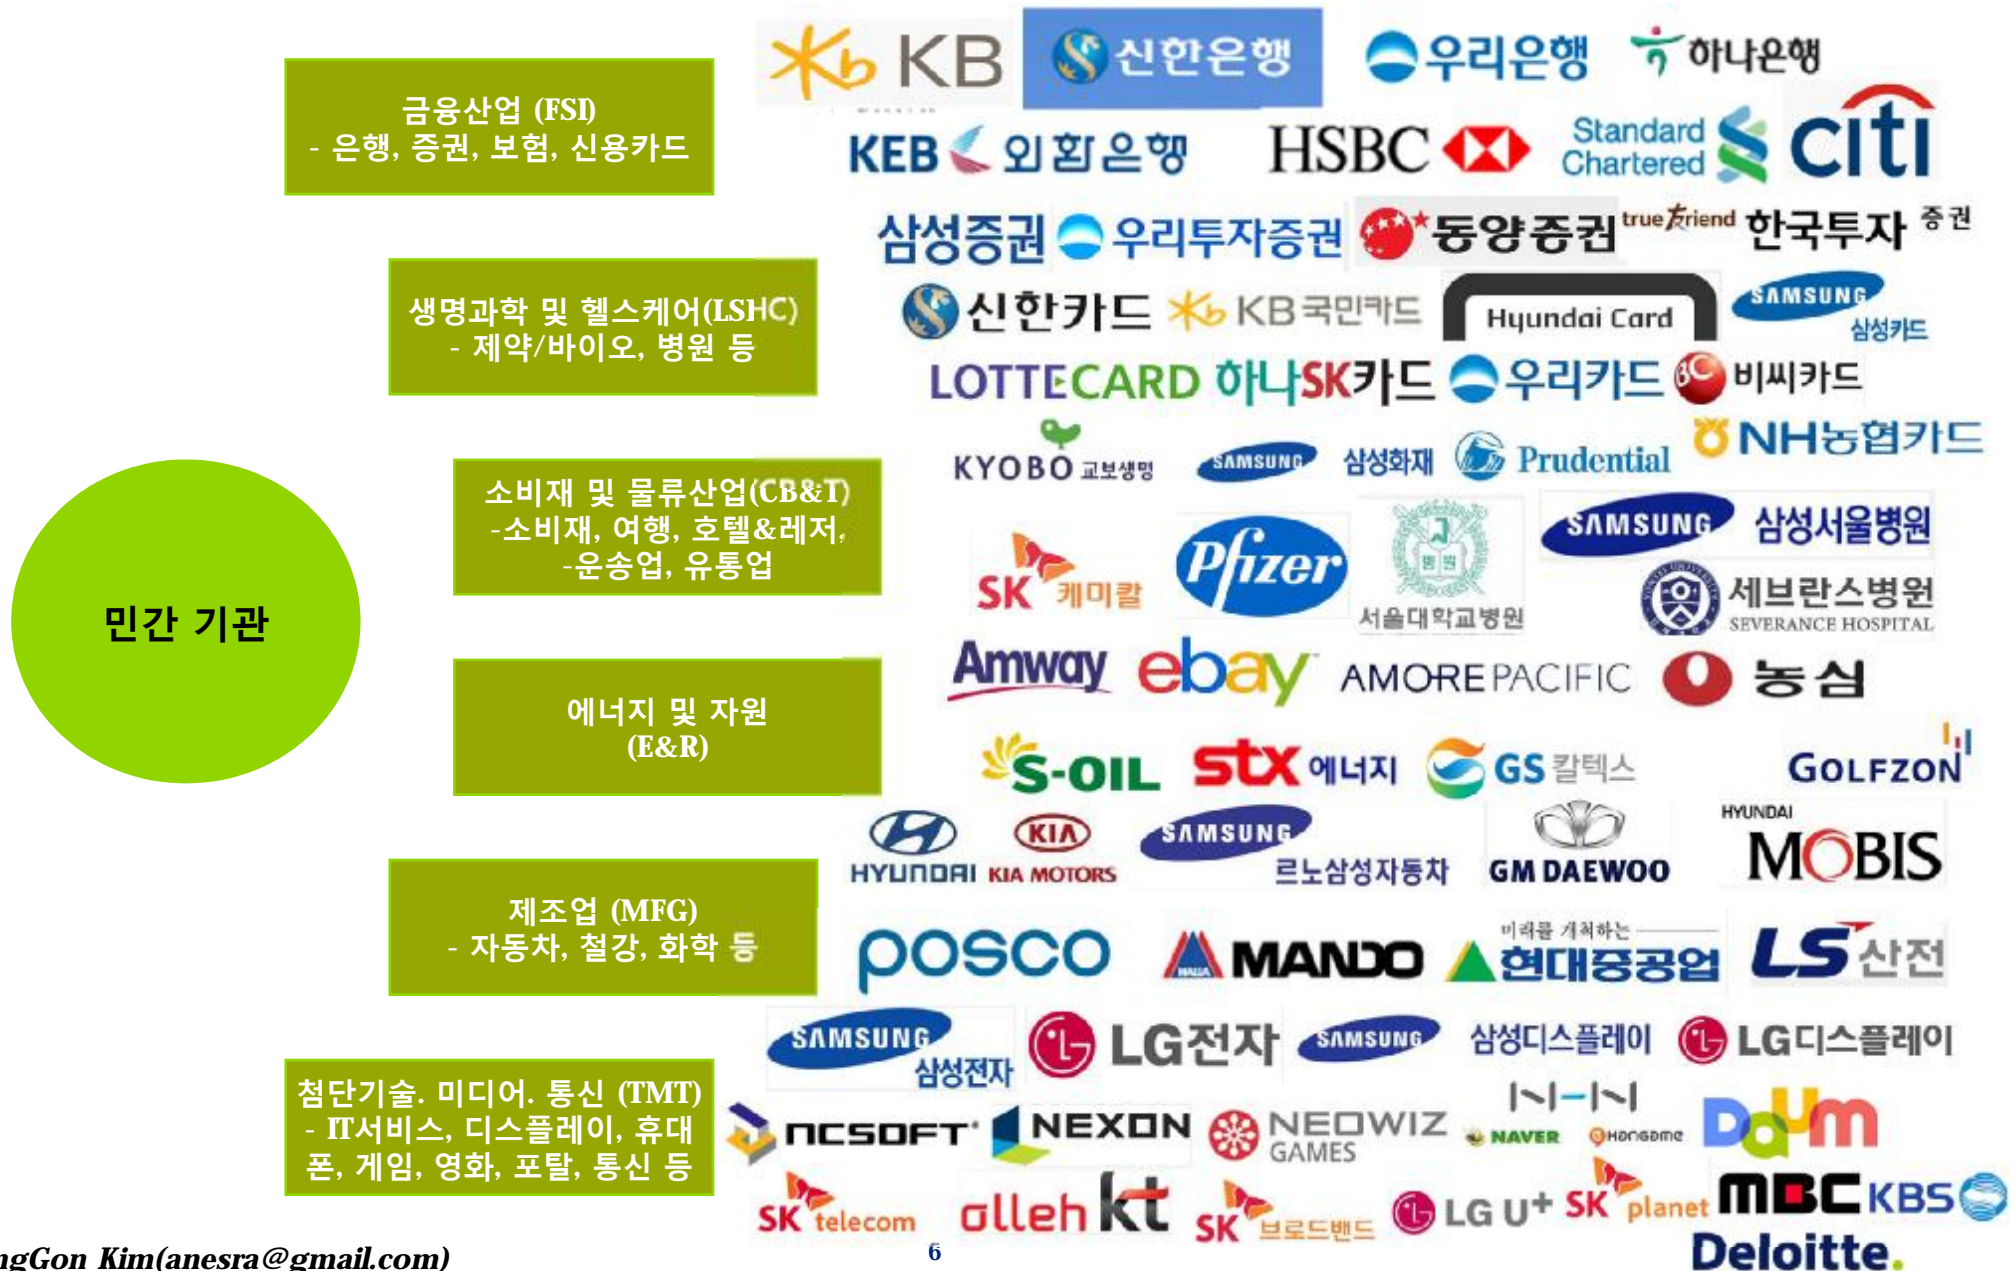 민간 기관
금융산업 (FSI)
- 은행, 증권, 보험, 신용카드
생명과학 및 헬스케어(LSHC)
- 제약/바이오, 병원 등
소비재 및 물류산업(CB&T)
-소비재, 여행, 호텔&레저,
-운송업, 유통업
에너지 및 자원
(E&R)
제조업 (MFG)
- 자동차, 철강, 화학 등
첨단기술. 미디어. 통신 (TMT)
- IT서비스, 디스플레이, 휴대
폰, 게임, 영화, 포탈, 통신 등
Kb KB 신한은행 우리은행 하나은행
KEB 외환은행 HSBC Standard Chartered citi
삼성증권 우리투자증권 동양증권 true friend 한국투자 증권
신한카드 Kb KB국민카드 Hyundai Card SAMSUNG 삼성카드
LOTTECARD 하나SK카드 우리카드 BC 비씨카드
KYOBO 교보생명 SAMSUNG 삼성화재 Prudential NH농협카드
SK 케미칼 Pfizer 병원 서울대학교병원 SAMSUNG 삼성서울병원
세브란스병원
SEVERANCE HOSPITAL
Amway ebay AMOREPACIFIC 농심
S-OIL STX 에너지 GS 칼텍스 GOLFZON
HYUNDAI KIA KIA MOTORS SAMSUNG 르노삼성자동차 GM DAEWOO HYUNDAI MOBIS
posco HALLA MANDO 미래를 개척하는 현대중공업 LS산전
SAMSUNG 삼성전자 LG전자 SAMSUNG 삼성디스플레이 LG디스플레이
NCSOFT NEXON NEOWIZ GAMES NHN NAVER Hangame Daum
SK telecom olleh kt SK 브로드밴드 LG U+ SK planet MBC KBS
Deloitte.
ngGon Kim(anesra@gmail.com)
6